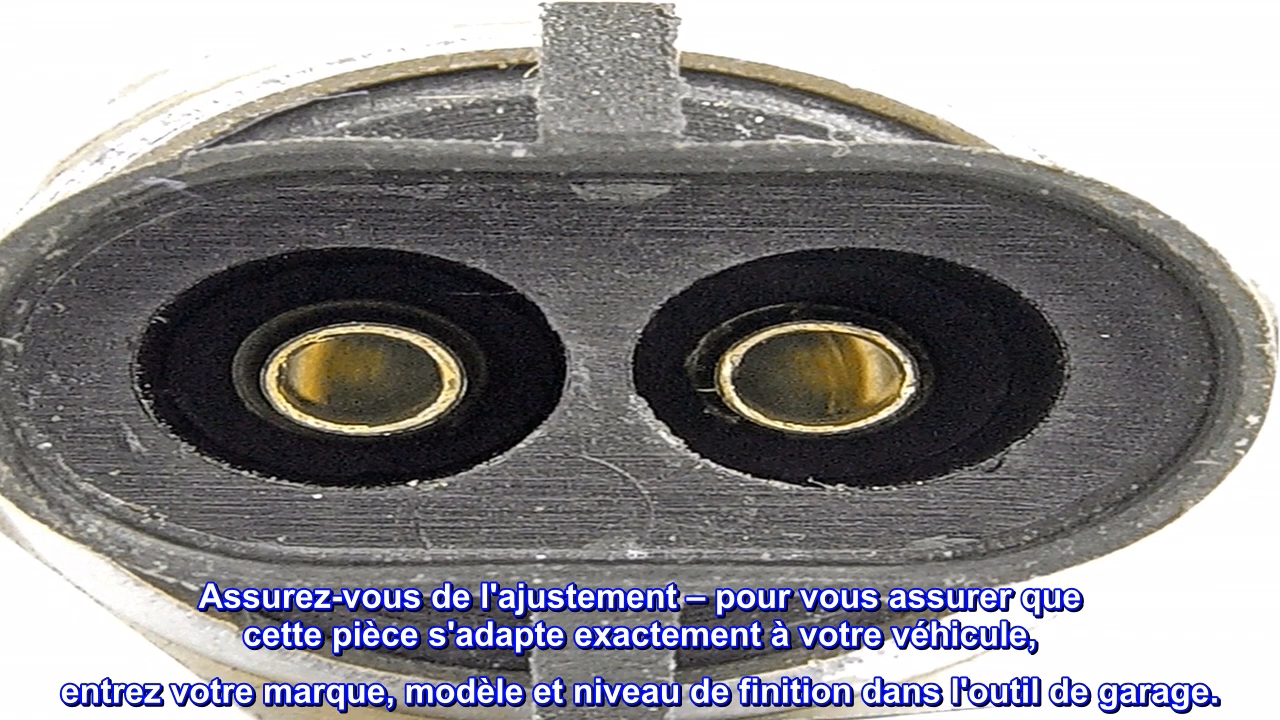 Assurez-vous de l'ajustement – pour vous assurer que
cette pièce s'adapte exactement à votre véhicule,
entrez votre marque, modèle et niveau de finition dans l'outil de garage.